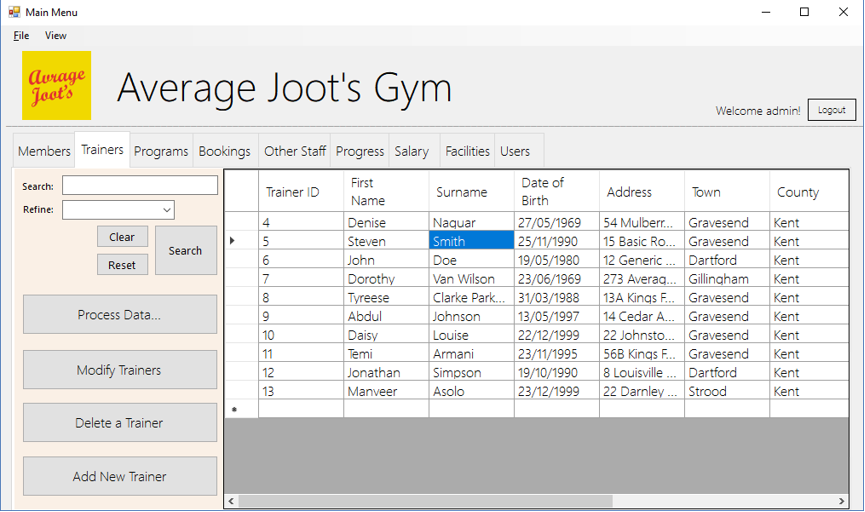 Main Menu
File View
Avrage
Joot's
Average Joot's Gym
Welcome admin! Logout
Members Trainers Programs Bookings Other Staff Progress Salary Facilities Users
Search:
Refine:
Clear
Reset
Search
Process Data...
Modify Trainers
Delete a Trainer
Add New Trainer
Trainer ID First Name Surname Date of Birth Address Town County
4 Denise Naquar 27/05/1969 54 Mulberr... Gravesend Kent
5 Steven Smith 25/11/1990 15 Basic Ro... Gravesend Kent
6 John Doe 19/05/1980 12 Generic ... Dartford Kent
7 Dorothy Van Wilson 23/06/1969 273 Averag... Gillingham Kent
8 Tyreese Clarke Park... 31/03/1988 13A Kings F... Gravesend Kent
9 Abdul Johnson 13/05/1997 14 Cedar A... Gravesend Kent
10 Daisy Louise 22/12/1999 22 Johnsto... Gravesend Kent
11 Temi Armani 23/11/1995 56B Kings F... Gravesend Kent
12 Jonathan Simpson 19/10/1990 8 Louisville ... Dartford Kent
13 Manveer Asolo 23/12/1999 22 Darnley ... Strood Kent